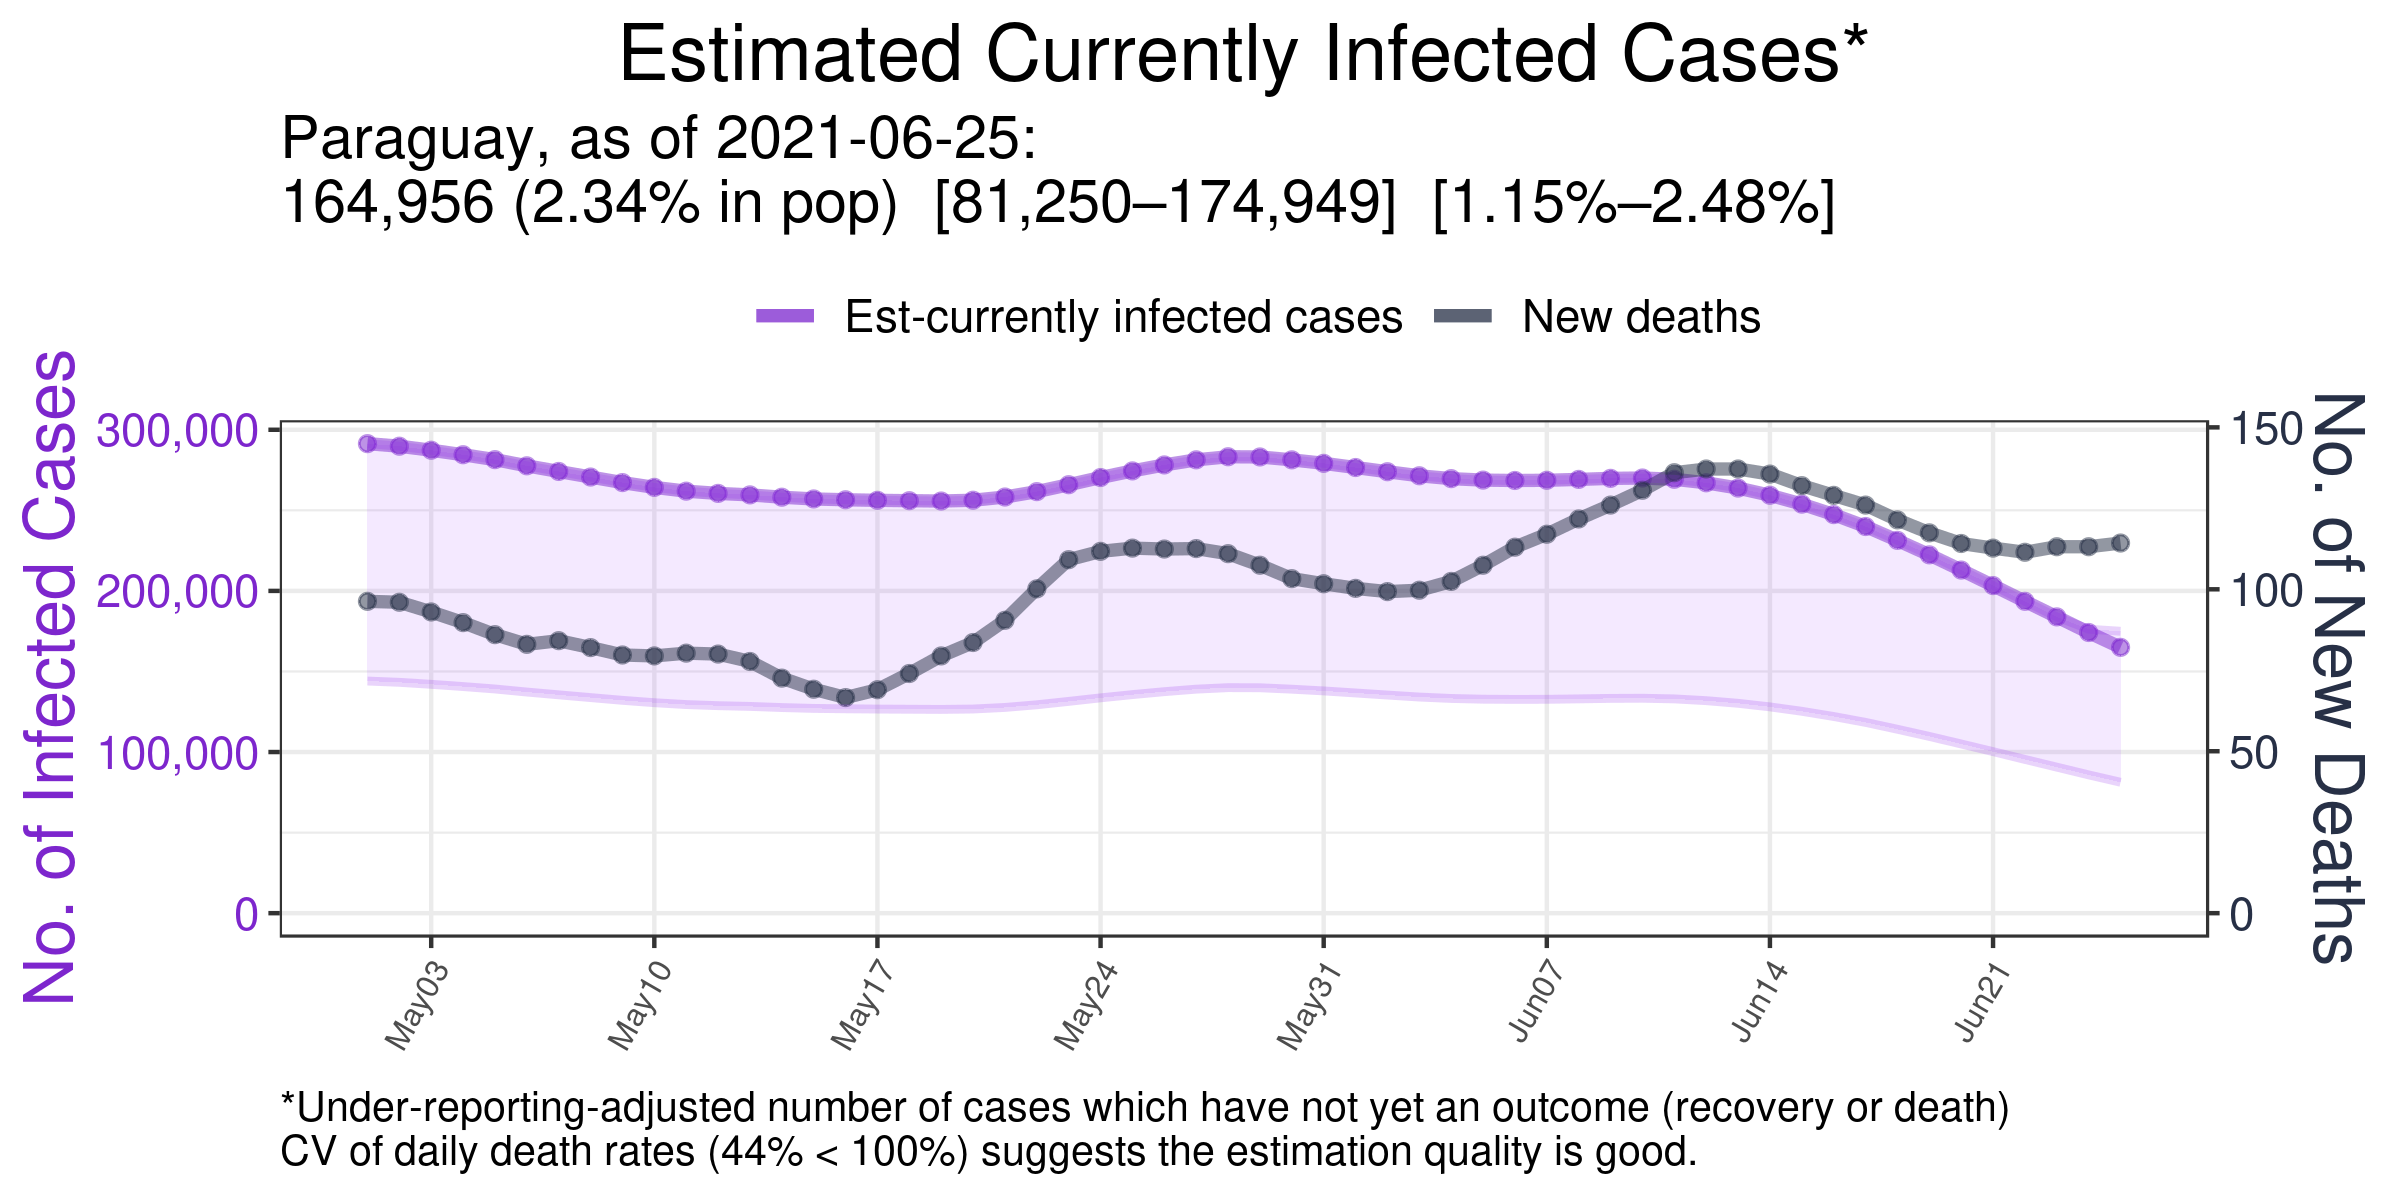 Estimated Currently Infected Cases*
Paraguay, as of 2021-06-25:
164,956 (2.34% in pop)  [81,250–174,949]  [1.15%–2.48%]
Est-currently infected cases
New deaths
No. of Infected Cases
300,000
200,000
100,000
0
150
100
50
0
No. of New Deaths
May03
May10
May17
May24
May31
Jun07
Jun14
Jun21
*Under-reporting-adjusted number of cases which have not yet an outcome (recovery or death)
CV of daily death rates (44% < 100%) suggests the estimation quality is good.